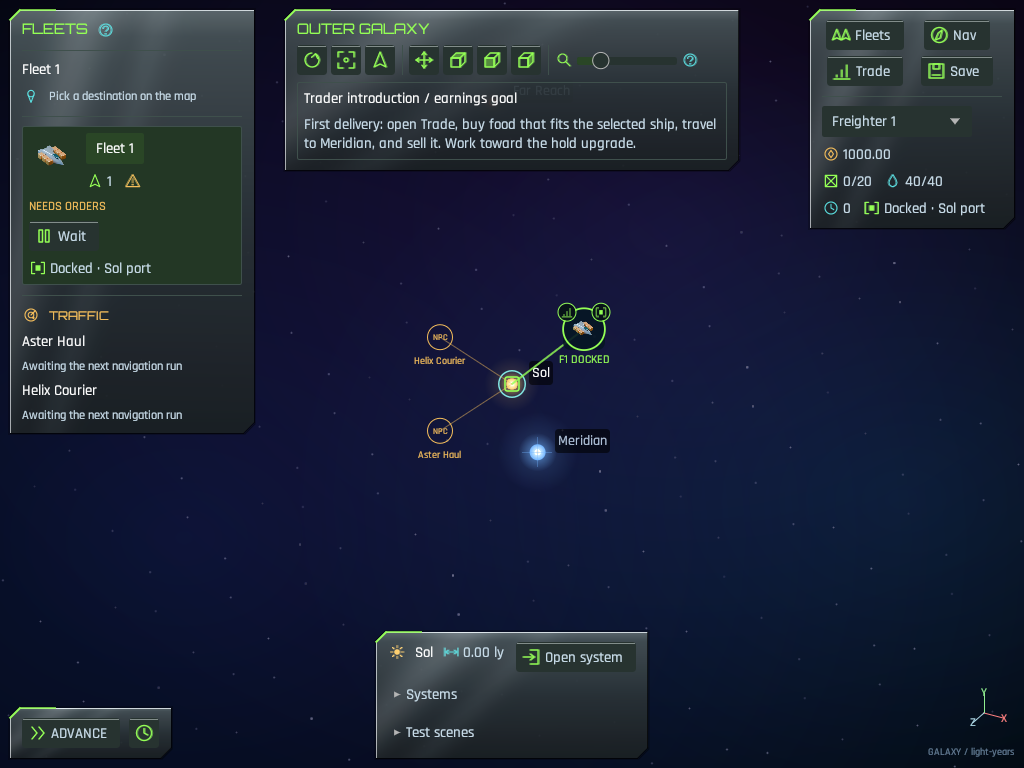 FLEETS
Fleet 1
Pick a destination on the map
Fleet 1
1
NEEDS ORDERS
Wait
Docked · Sol port
TRAFFIC
Aster Haul
Awaiting the next navigation run
Helix Courier
Awaiting the next navigation run
OUTER GALAXY
Far Reach
Trader introduction / earnings goal
First delivery: open Trade, buy food that fits the selected ship, travel
to Meridian, and sell it. Work toward the hold upgrade.
Fleets
Nav
Trade
Save
Freighter 1
1000.00
0/20
40/40
0
Docked · Sol port
NPC
Helix Courier
F1 DOCKED
Sol
NPC
Aster Haul
Meridian
Sol
0.00 ly
Open system
Systems
Test scenes
ADVANCE
Y
Z
X
GALAXY / light-years